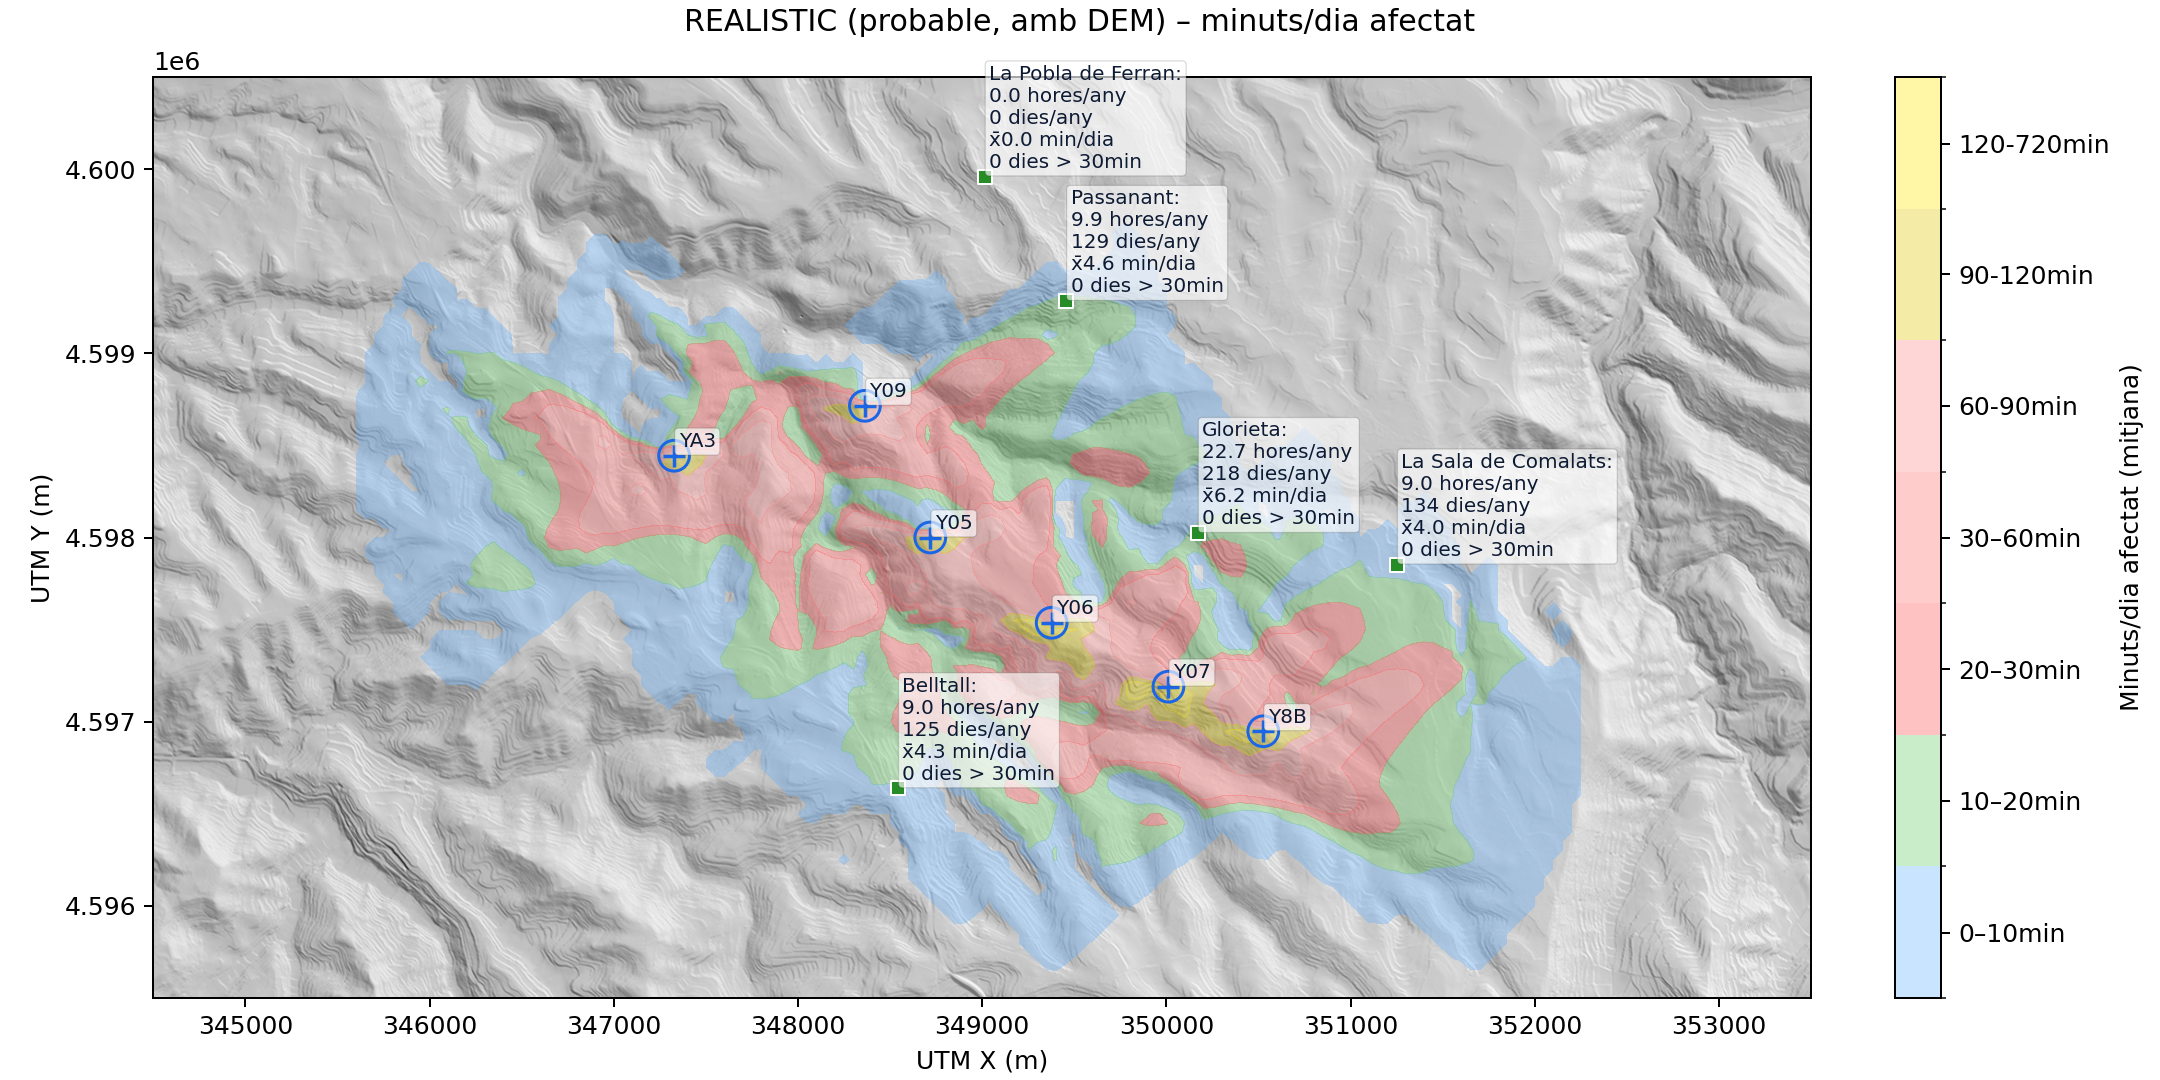 REALISTIC (probable, amb DEM) – minuts/dia afectat
1e6
La Pobla de Ferran:
0.0 hores/any
0 dies/any
x̄0.0 min/dia
0 dies > 30min
Passanant:
9.9 hores/any
129 dies/any
x̄4.6 min/dia
0 dies > 30min
Glorieta:
22.7 hores/any
218 dies/any
x̄6.2 min/dia
0 dies > 30min
La Sala de Comalats:
9.0 hores/any
134 dies/any
x̄4.0 min/dia
0 dies > 30min
Belltall:
9.0 hores/any
125 dies/any
x̄4.3 min/dia
0 dies > 30min
Y09
YA3
Y05
Y06
Y07
Y8B
4.600
4.599
4.598
4.597
4.596
UTM Y (m)
345000
346000
347000
348000
349000
350000
351000
352000
353000
UTM X (m)
120-720min
90-120min
60-90min
30–60min
20–30min
10–20min
0–10min
Minuts/dia afectat (mitjana)